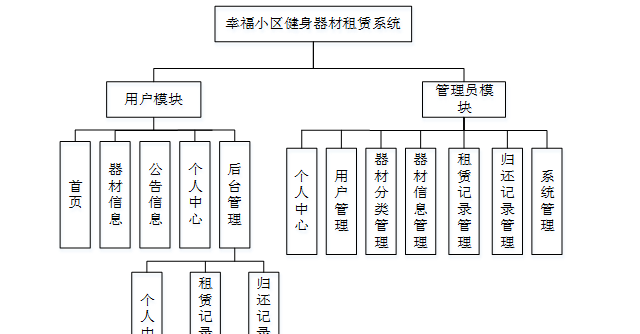 幸福小区健身器材租赁系统
用户模块
管理员模
块
首页
器材信息
公告信息
个人中心
后台管理
个人中心
用户管理
器材分类管理
器材信息管理
租赁记录管理
归还记录管理
系统管理
个人中
租赁记录
归还记录